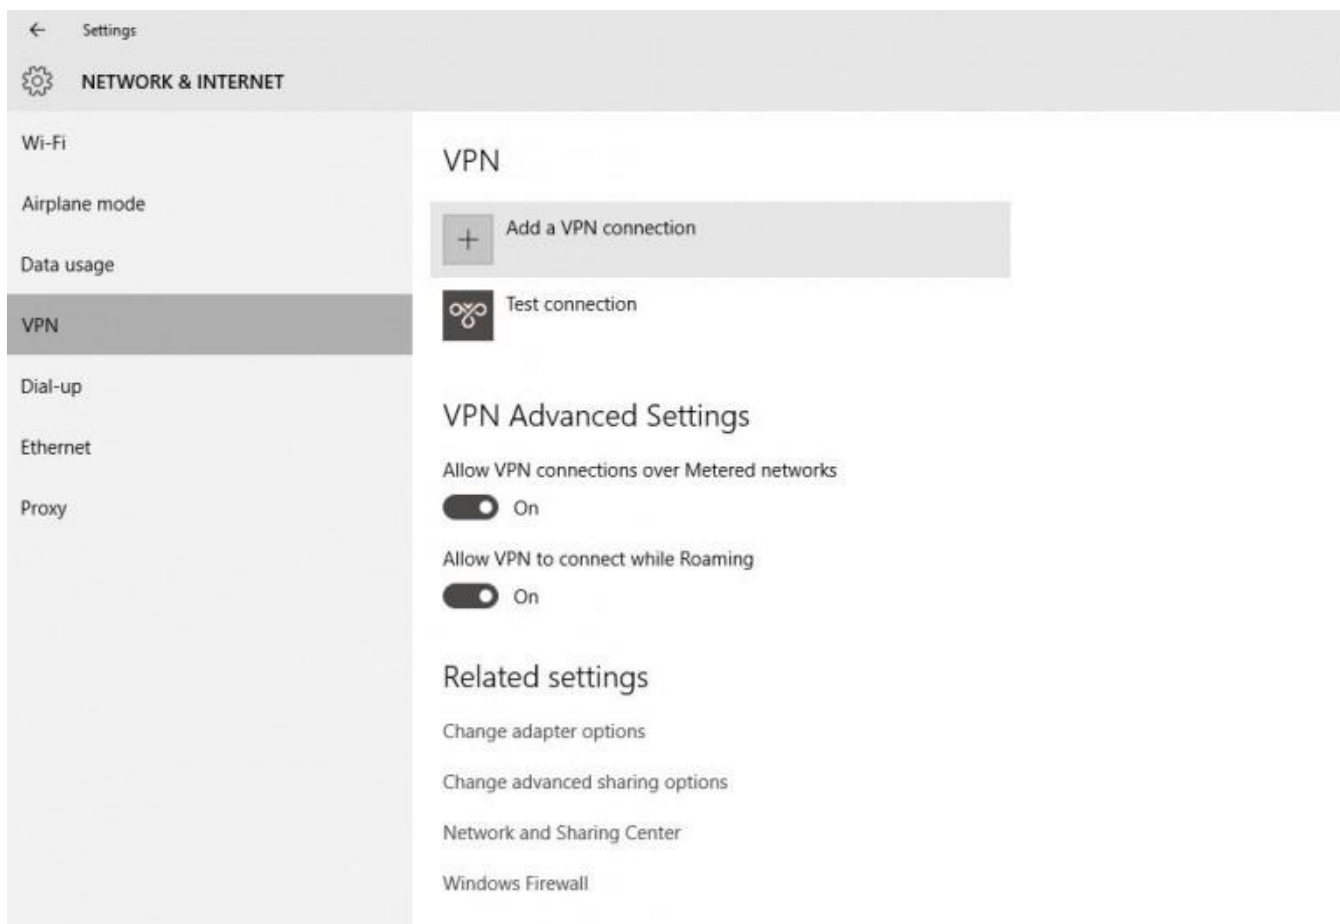 Settings
NETWORK & INTERNET
Wi-Fi
Airplane mode
Data usage
VPN
Dial-up
Ethernet
Proxy
VPN
Add a VPN connection
Test connection
VPN Advanced Settings
Allow VPN connections over Metered networks
On
Allow VPN to connect while Roaming
On
Related settings
Change adapter options
Change advanced sharing options
Network and Sharing Center
Windows Firewall